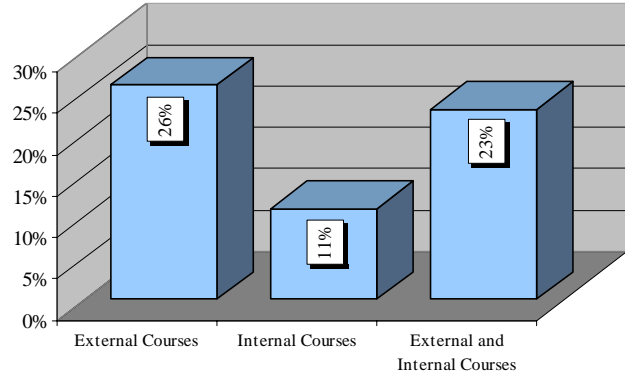 30%
25%
20%
15%
10%
5%
0%
26%
11%
23%
External Courses
Internal Courses
External and
Internal Courses